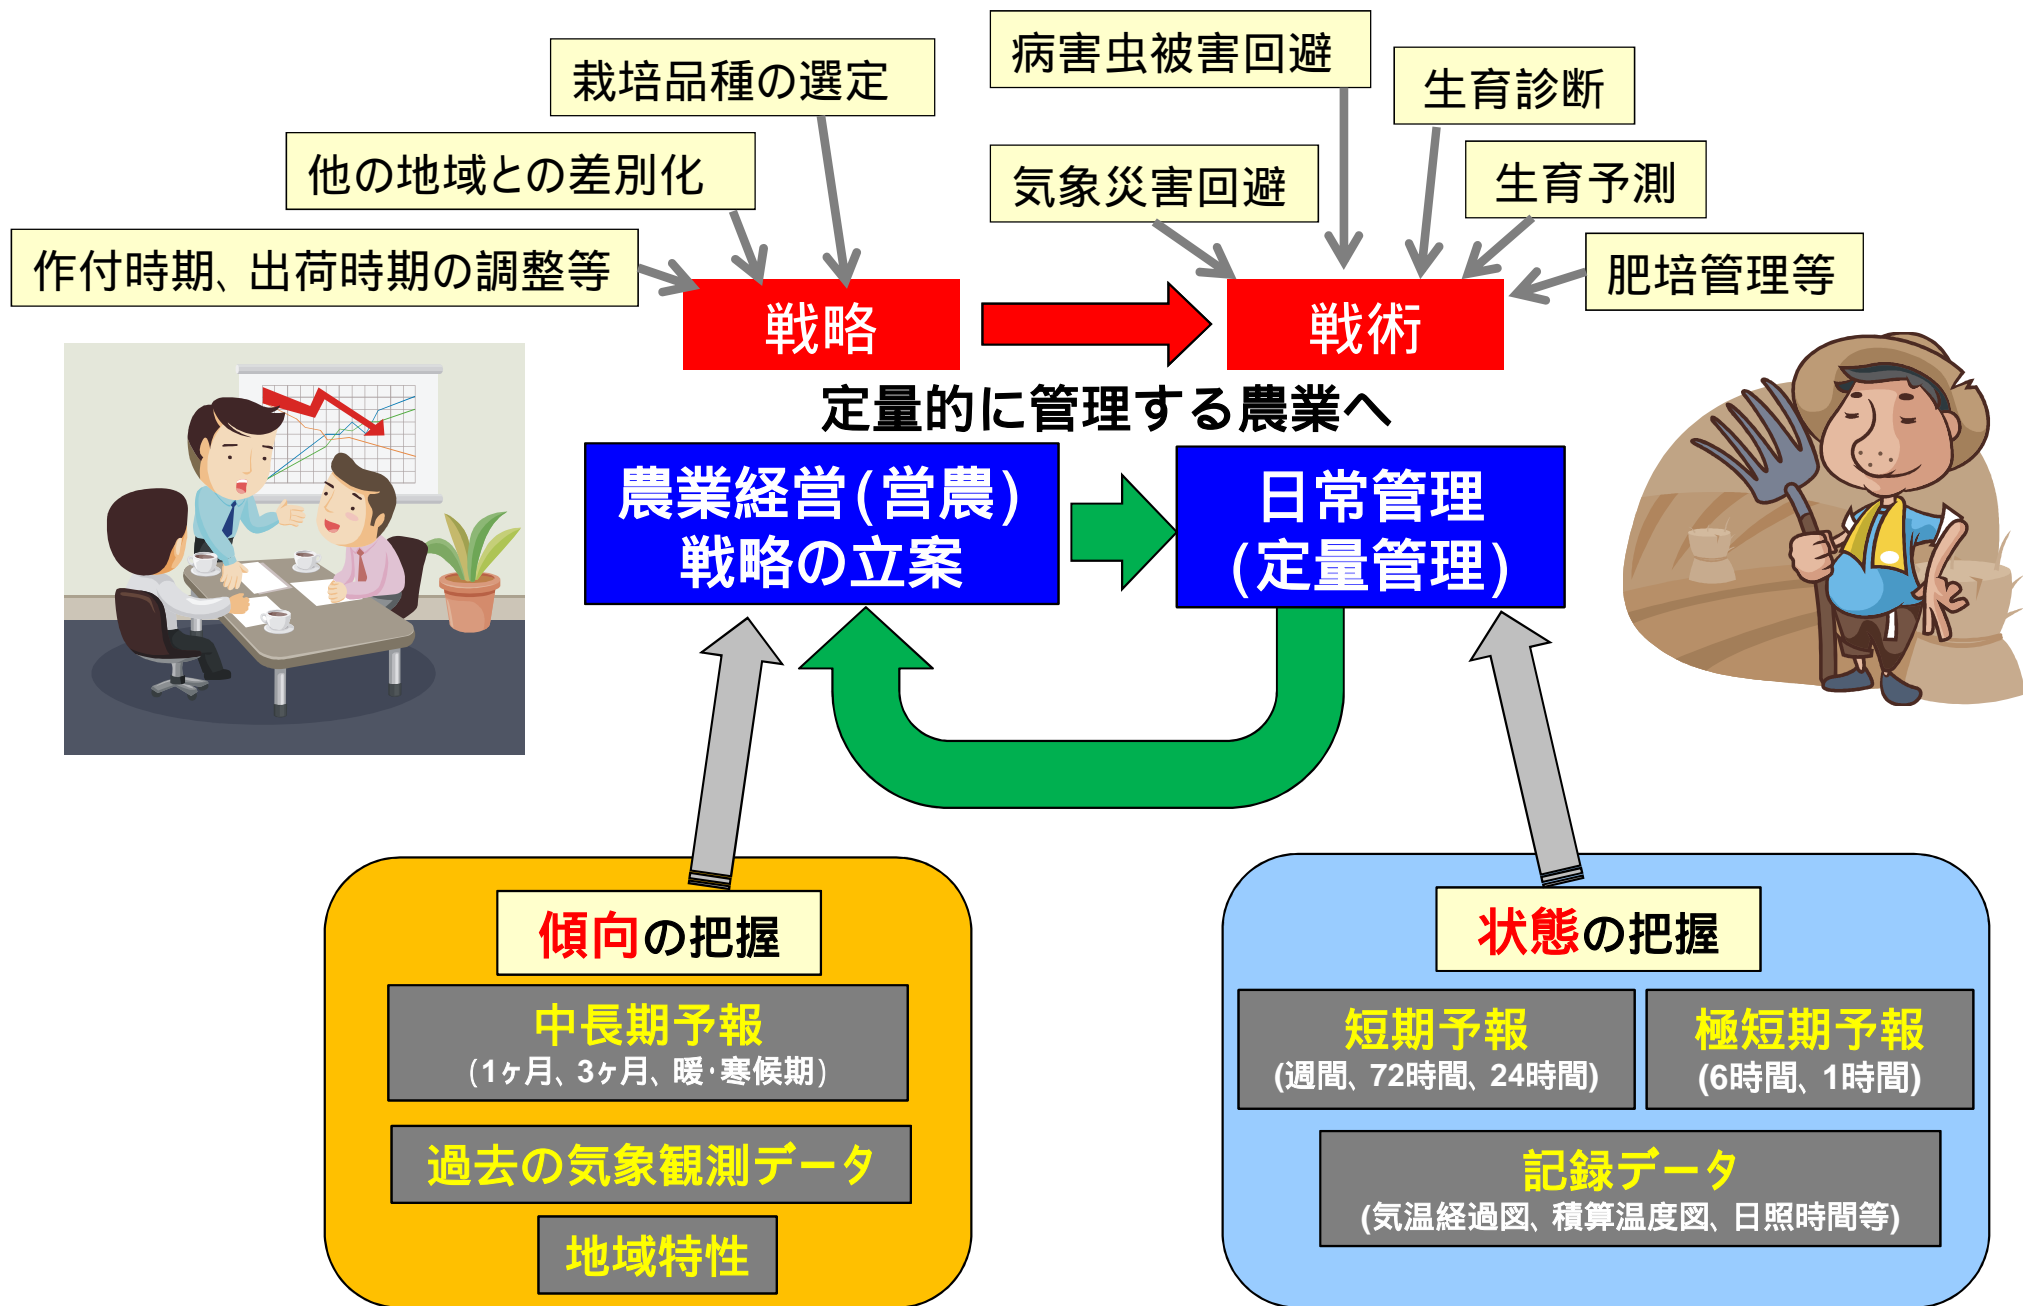 病害虫被害回避
栽培品種の選定
生育診断
他の地域との差別化
気象災害回避
生育予測
作付時期、出荷時期の調整等
肥培管理等
戦略
戦術
定量的に管理する農業へ
農業経営(営農)
戦略の立案
日常管理
(定量管理)
傾向の把握
中長期予報
(1ヶ月、3ヶ月、暖・寒候期)
過去の気象観測データ
地域特性
状態の把握
短期予報
(週間、72時間、24時間)
極短期予報
(6時間、1時間)
記録データ
(気温経過図、積算温度図、日照時間等)